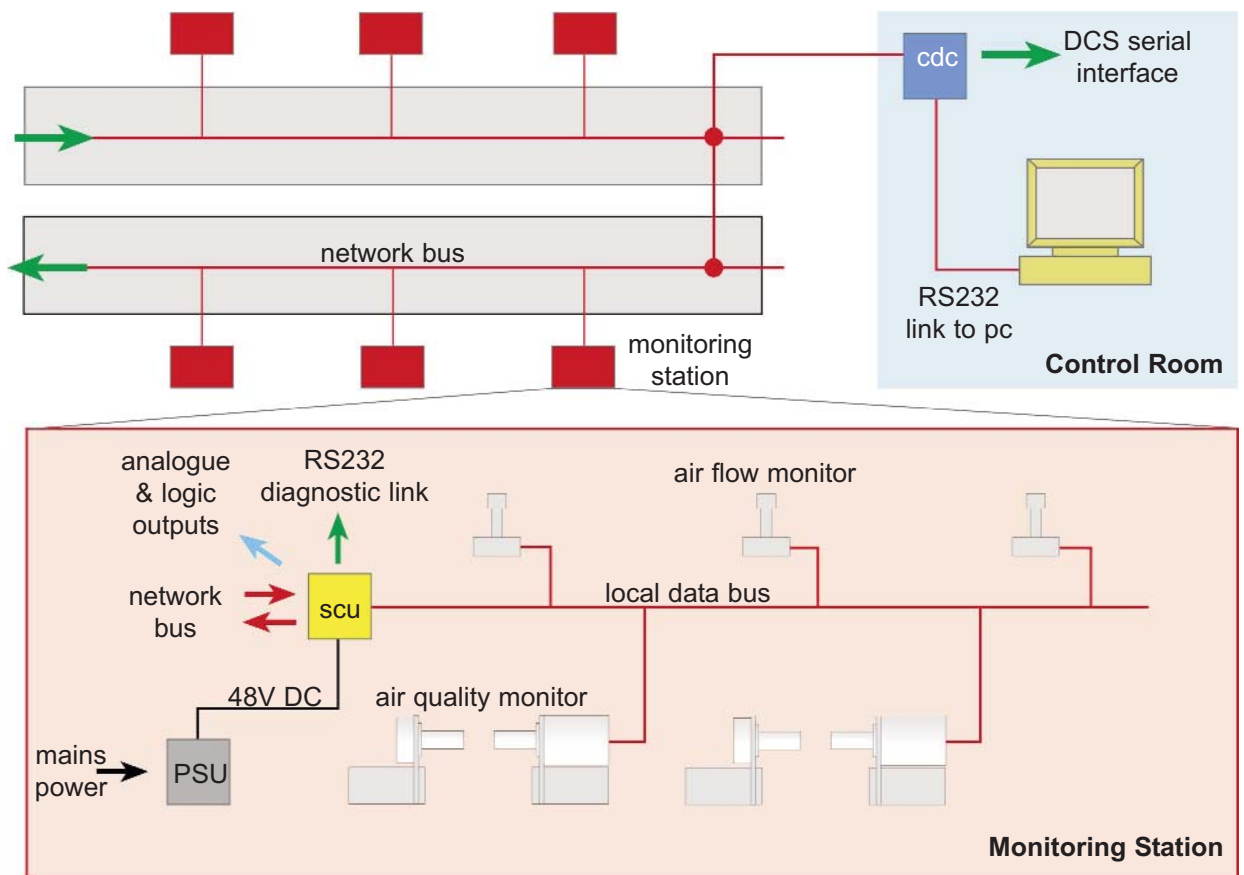 cdc
DCS serial
interface
network bus
RS232
link to pc
Control Room
monitoring
station
analogue
& logic
outputs
RS232
diagnostic link
air flow monitor
network
bus
scu
local data bus
48V DC
air quality monitor
mains
power
PSU
Monitoring Station